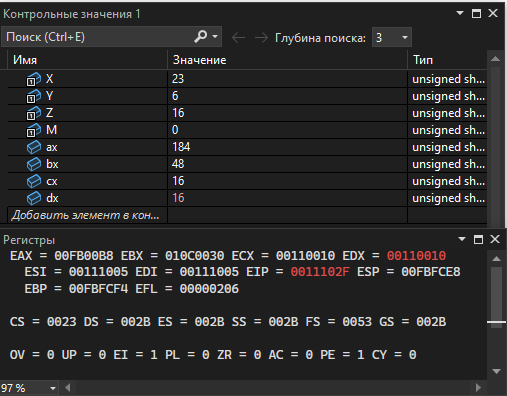 Контрольные значения 1
Поиск (Ctrl+E) Глубина поиска: 3
Имя Значение Тип
X 23 unsigned sh...
Y 6 unsigned sh...
Z 16 unsigned sh...
M 0 unsigned sh...
ax 184 unsigned sh...
bx 48 unsigned sh...
cx 16 unsigned sh...
dx 16 unsigned sh...
Добавить элемент в кон...
Регистры
EAX = 00FB00B8 EBX = 010C0030 ECX = 00110010 EDX = 00110010
ESI = 00111005 EDI = 00111005 EIP = 0011102F ESP = 00FBFCE8
EBP = 00FBFCF4 EFL = 00000206
CS = 0023 DS = 002B ES = 002B SS = 002B FS = 0053 GS = 002B
OV = 0 UP = 0 EI = 1 PL = 0 ZR = 0 AC = 0 PE = 1 CY = 0
97 %